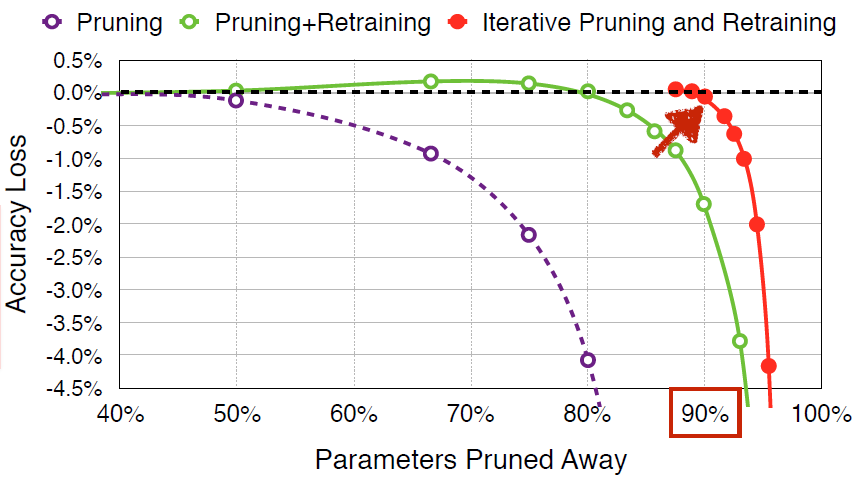 Pruning Pruning+Retraining Iterative Pruning and Retraining
0.5%
0.0%
-0.5%
-1.0%
-1.5%
-2.0%
-2.5%
-3.0%
-3.5%
-4.0%
-4.5%
Accuracy Loss
40% 50% 60% 70% 80% 90% 100%
Parameters Pruned Away